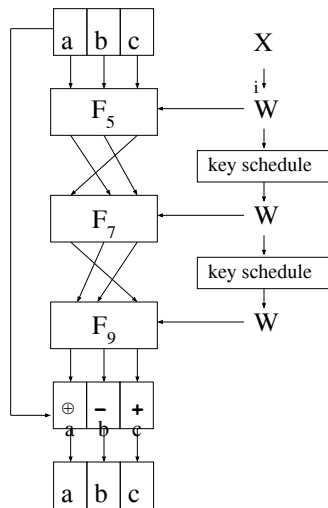 a b c
X
i
F5 W
key schedule
F7 W
key schedule
F9 W
⊕ − +
a b c
a b c